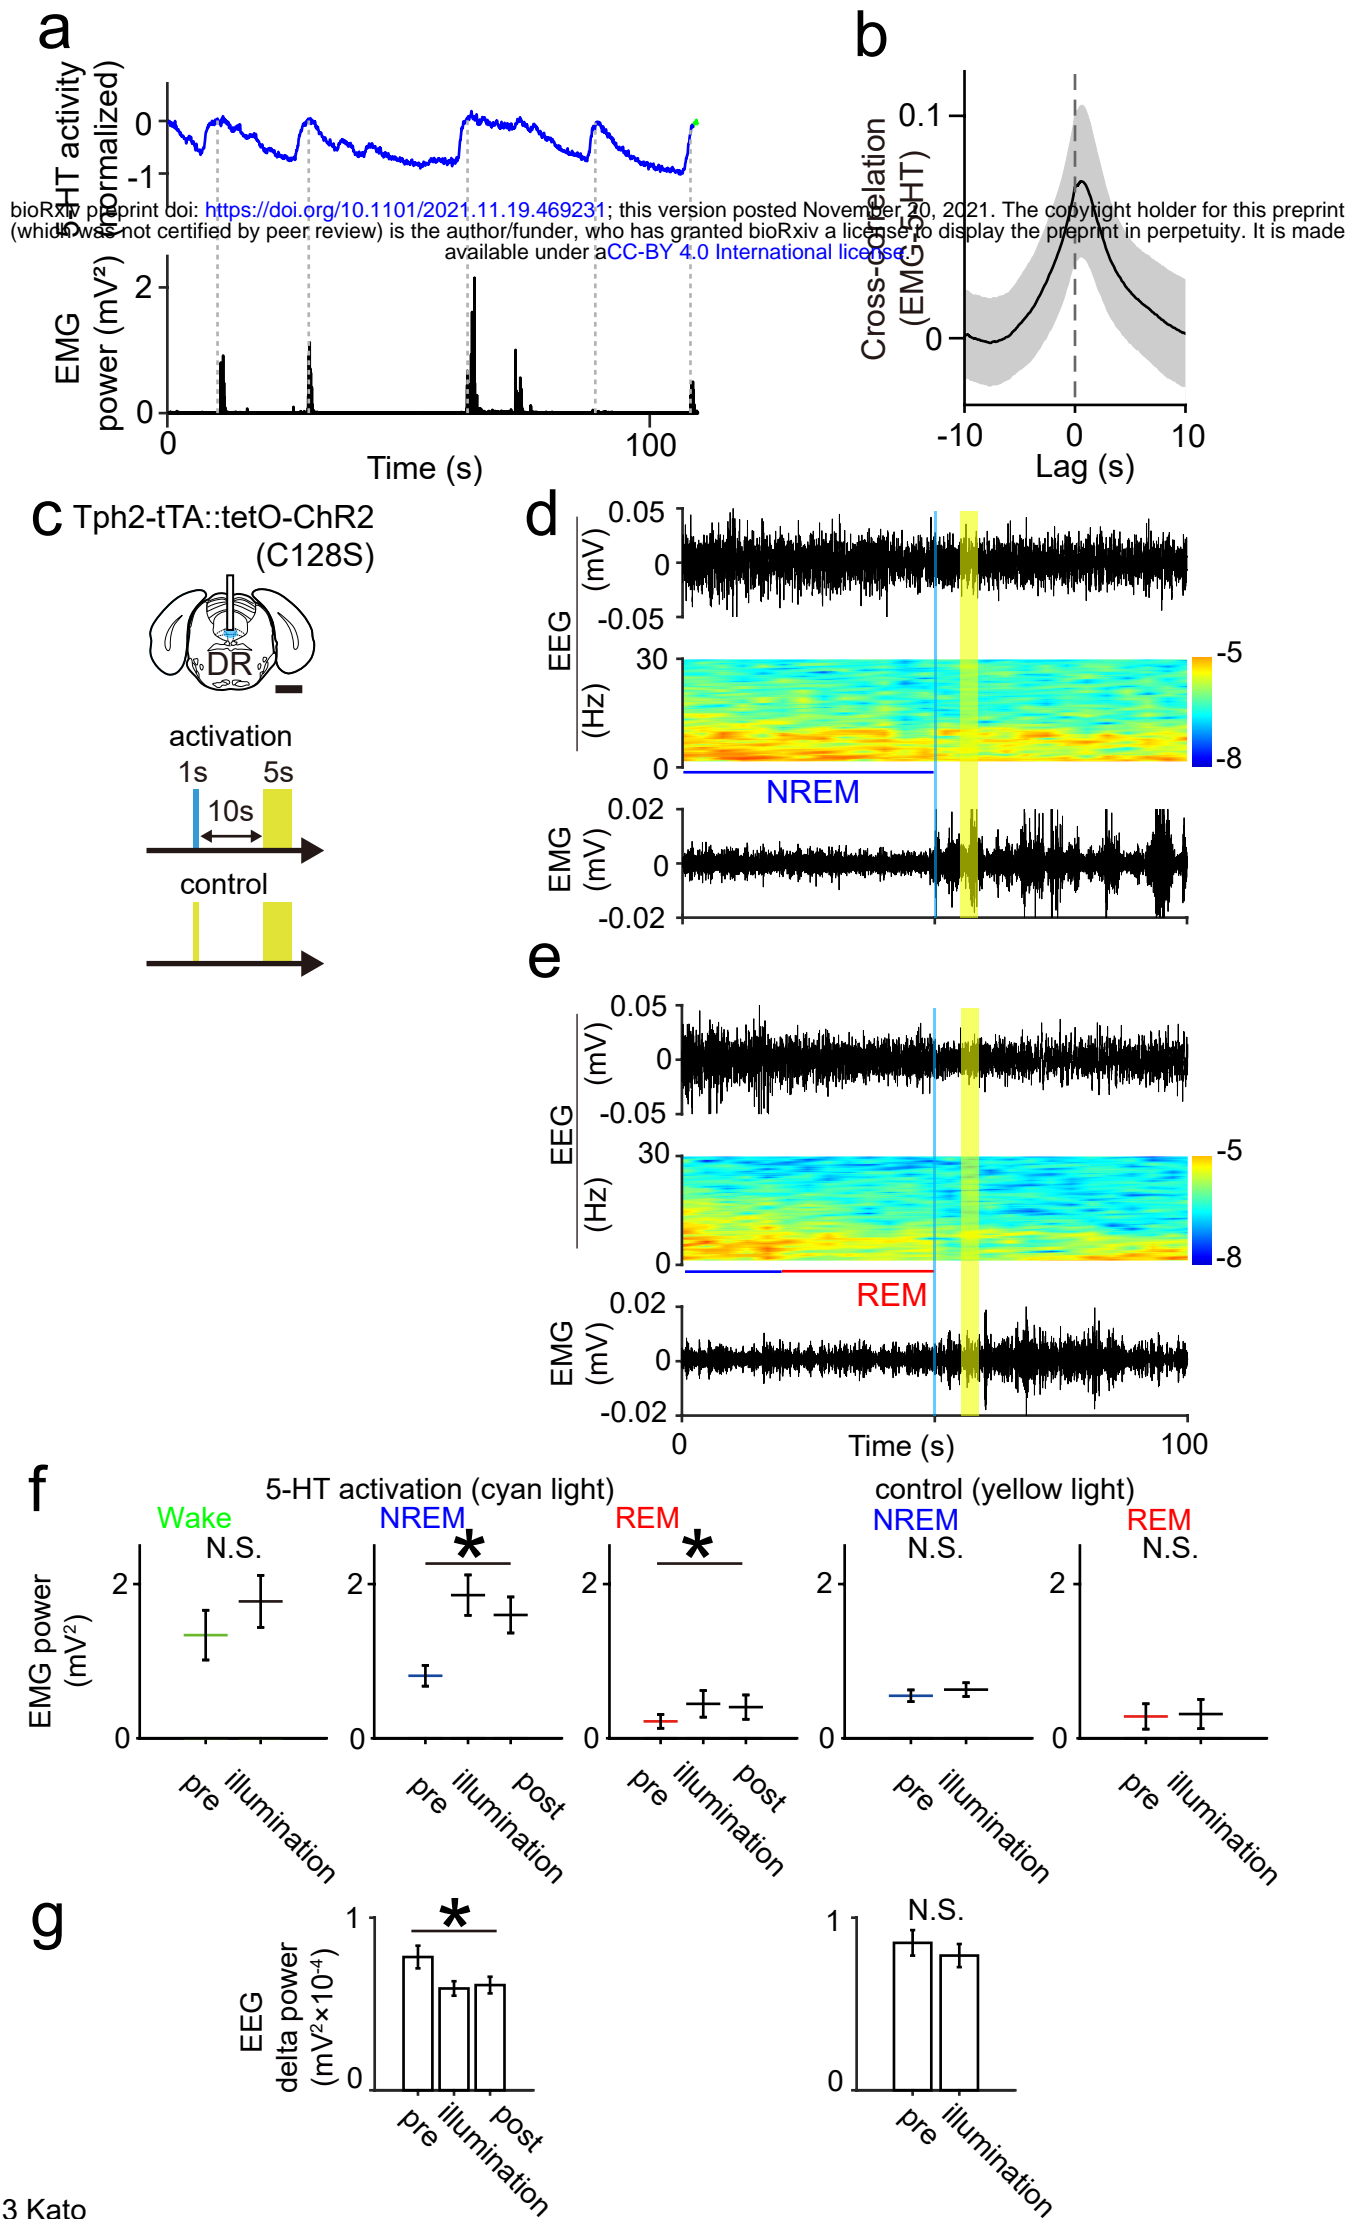 a
5-HT activity
(normalized)
0
-1
bioRxiv preprint doi: https://doi.org/10.1101/2021.11.19.469231; this version posted November 20, 2021. The copyright holder for this preprint
(which was not certified by peer review) is the author/funder, who has granted bioRxiv a license to display the preprint in perpetuity. It is made
available under aCC-BY 4.0 International license.
EMG
power (mV²)
2
0
0
100
Time (s)
b
Cross-correlation
(EMG-5-HT)
0.1
0
-10
0
10
Lag (s)
c
Tph2-tTA::tetO-ChR2
(C128S)
DR
activation
1s
5s
10s
control
d
EEG
(mV)
0.05
0
-0.05
(Hz)
30
0
-5
-8
NREM
EMG
(mV)
0.02
0
-0.02
e
EEG
(mV)
0.05
0
-0.05
(Hz)
30
0
-5
-8
REM
EMG
(mV)
0.02
0
-0.02
0
Time (s)
100
f
5-HT activation (cyan light)
control (yellow light)
EMG power
(mV²)
Wake
N.S.
2
0
pre
illumination
NREM
*
2
0
pre
illumination
post
REM
*
2
0
pre
illumination
post
NREM
N.S.
2
0
pre
illumination
REM
N.S.
2
0
pre
illumination
g
EEG
delta power
(mV²×10⁻⁴)
1
0
*
pre
illumination
post
1
0
N.S.
pre
illumination
3 Kato